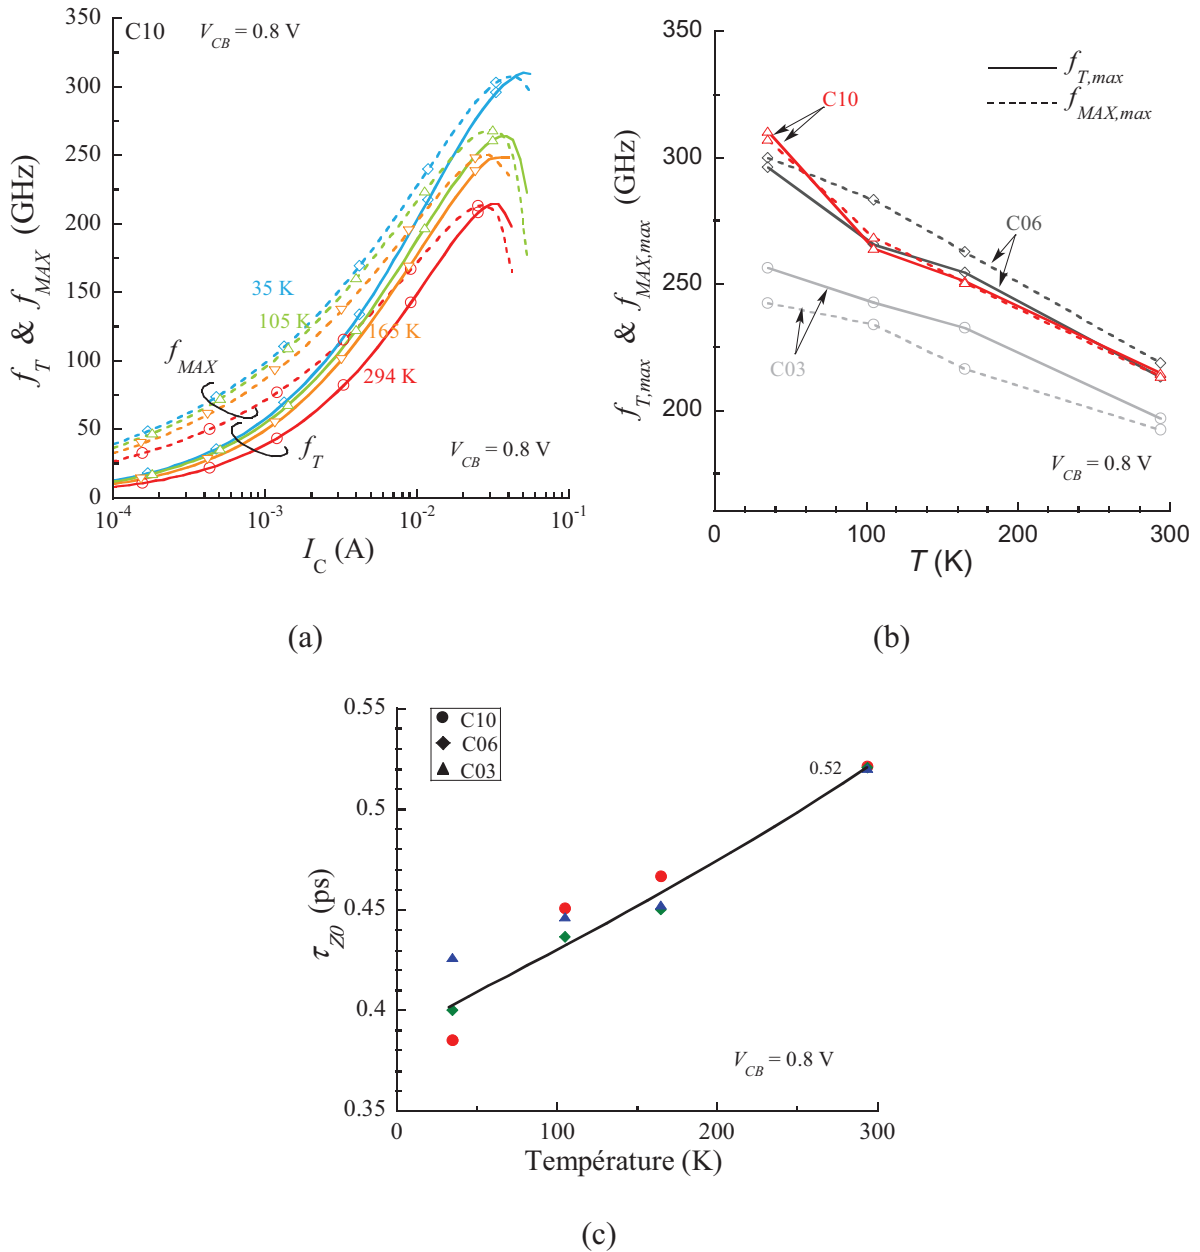 C10 V_CB = 0.8 V
350
300
250
200
150
100
50
0
f_T & f_MAX (GHz)
35 K
105 K
165 K
294 K
f_MAX
f_T
V_CB = 0.8 V
10^-4 10^-3 10^-2 10^-1
I_C (A)
(a)
350
300
250
200
f_T,max & f_MAX,max (GHz)
f_T,max
f_MAX,max
C10
C06
C03
V_CB = 0.8 V
0 100 200 300
T (K)
(b)
0.55
0.5
0.45
0.4
0.35
τ_Z0 (ps)
C10
C06
C03
0.52
V_CB = 0.8 V
0 100 200 300
Température (K)
(c)